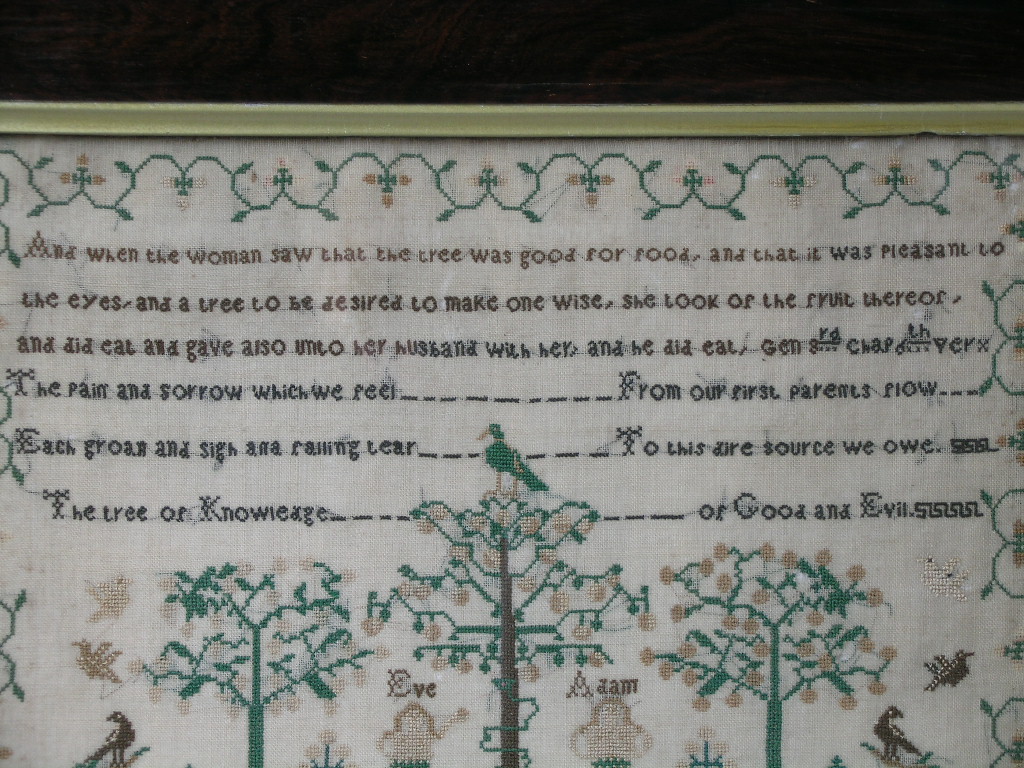 And when the woman saw that the tree was good for food, and that it was Pleasant to
the eyes, and a tree to be desired to make one wise, she took of the fruit thereof,
and did eat and gave also unto her husband with her, and he did eat, Gen 3rd Chap th ver
The Pain and sorrow which we feel From our first Parents flow
Each groan and sigh and falling tear To this dire source we owe.
The tree of Knowledge of Good and Evil.
Eve Adam